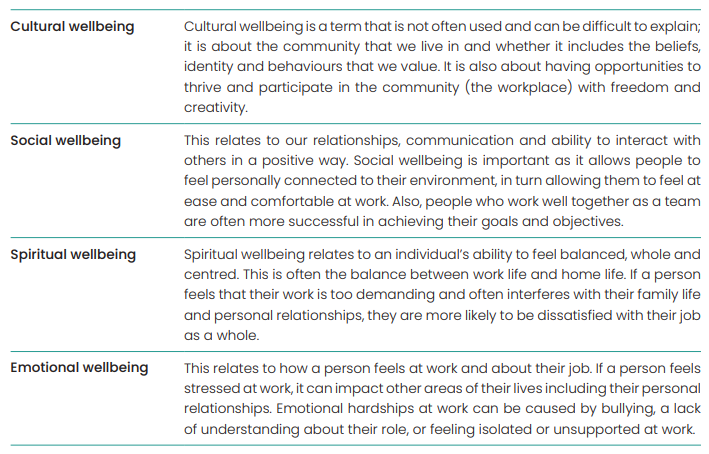 Cultural wellbeing Cultural wellbeing is a term that is not often used and can be difficult to explain;
it is about the community that we live in and whether it includes the beliefs,
identity and behaviours that we value. It is also about having opportunities to
thrive and participate in the community (the workplace) with freedom and
creativity.
Social wellbeing This relates to our relationships, communication and ability to interact with
others in a positive way. Social wellbeing is important as it allows people to
feel personally connected to their environment, in turn allowing them to feel at
ease and comfortable at work. Also, people who work well together as a team
are often more successful in achieving their goals and objectives.
Spiritual wellbeing Spiritual wellbeing relates to an individual's ability to feel balanced, whole and
centred. This is often the balance between work life and home life. If a person
feels that their work is too demanding and often interferes with their family life
and personal relationships, they are more likely to be dissatisfied with their job
as a whole.
Emotional wellbeing This relates to how a person feels at work and about their job. If a person feels
stressed at work, it can impact other areas of their lives including their personal
relationships. Emotional hardships at work can be caused by bullying, a lack
of understanding about their role, or feeling isolated or unsupported at work.